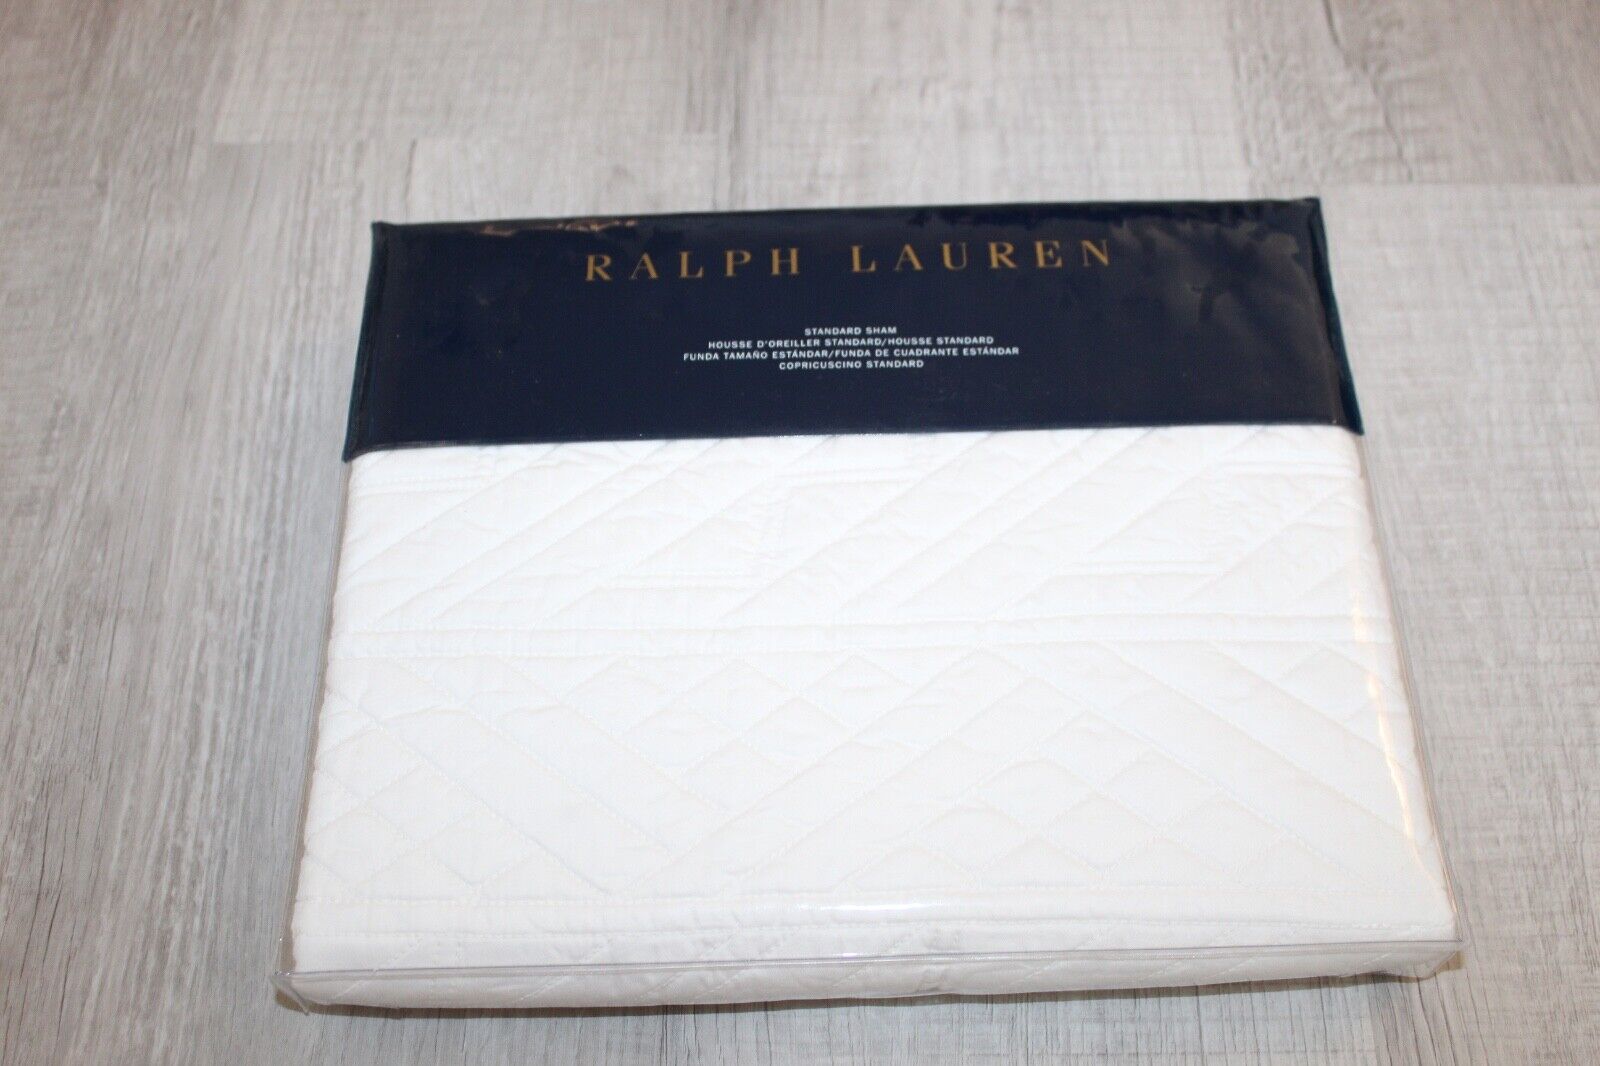 RALPH LAUREN
STANDARD SHAM
HOUSSE D'OREILLER STANDARD/HOUSSE STANDARD
FUNDA TAMAÑO ESTÁNDAR/FUNDA DE CUADRANTE ESTÁNDAR
COPRICUSCINO STANDARD